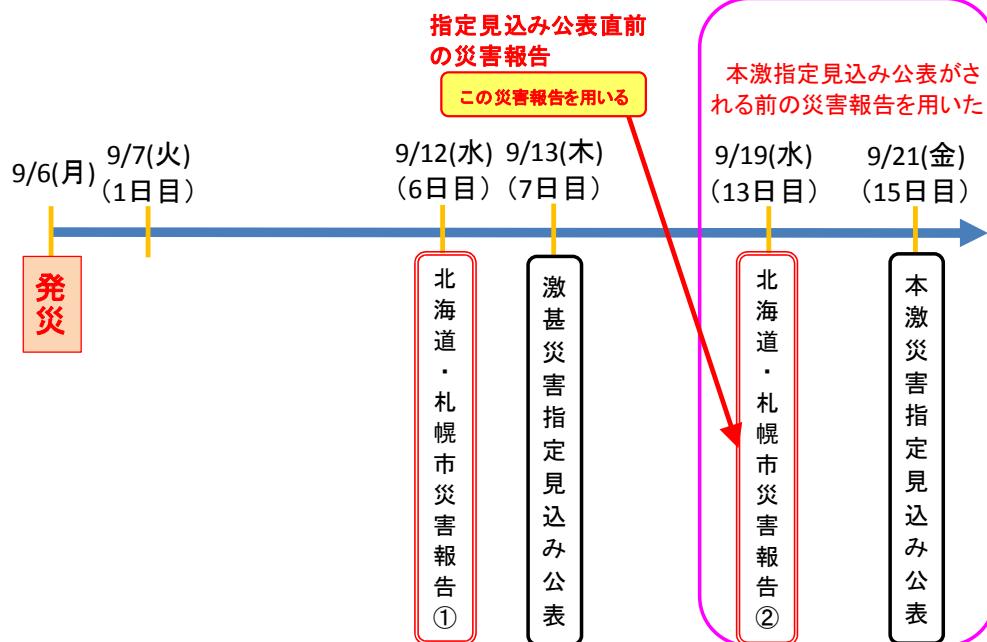 指定見込み公表直前
の災害報告
この災害報告を用いる
本激指定見込み公表がさ
れる前の災害報告を用いた
9/6(月)
9/7(火)
（1日目）
9/12(水)
（6日目）
9/13(木)
（7日目）
9/19(水)
（13日目）
9/21(金)
（15日目）
発災
北海道・札幌市災害報告①
激甚災害指定見込み公表
北海道・札幌市災害報告②
本激災害指定見込み公表